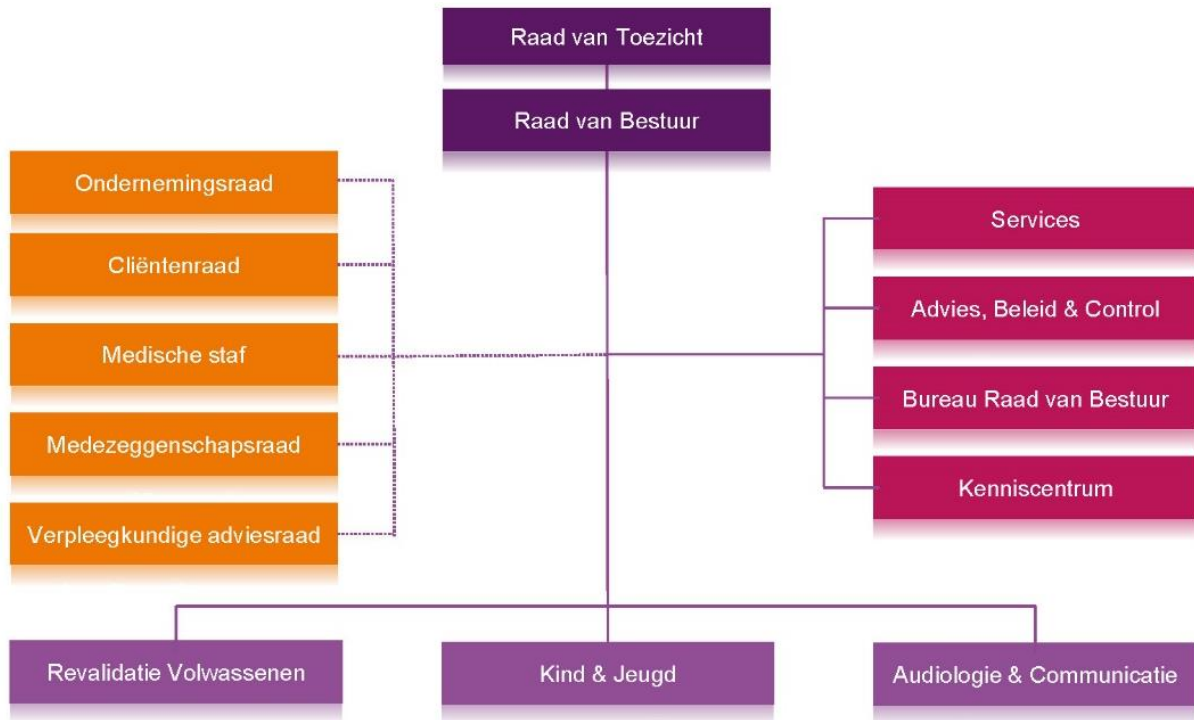 Raad van Toezicht
Raad van Bestuur
Ondernemingsraad
Cliëntenraad
Medische staf
Medezeggenschapsraad
Verpleegkundige adviesraad
Services
Advies, Beleid & Control
Bureau Raad van Bestuur
Kenniscentrum
Revalidatie Volwassenen
Kind & Jeugd
Audiologie & Communicatie